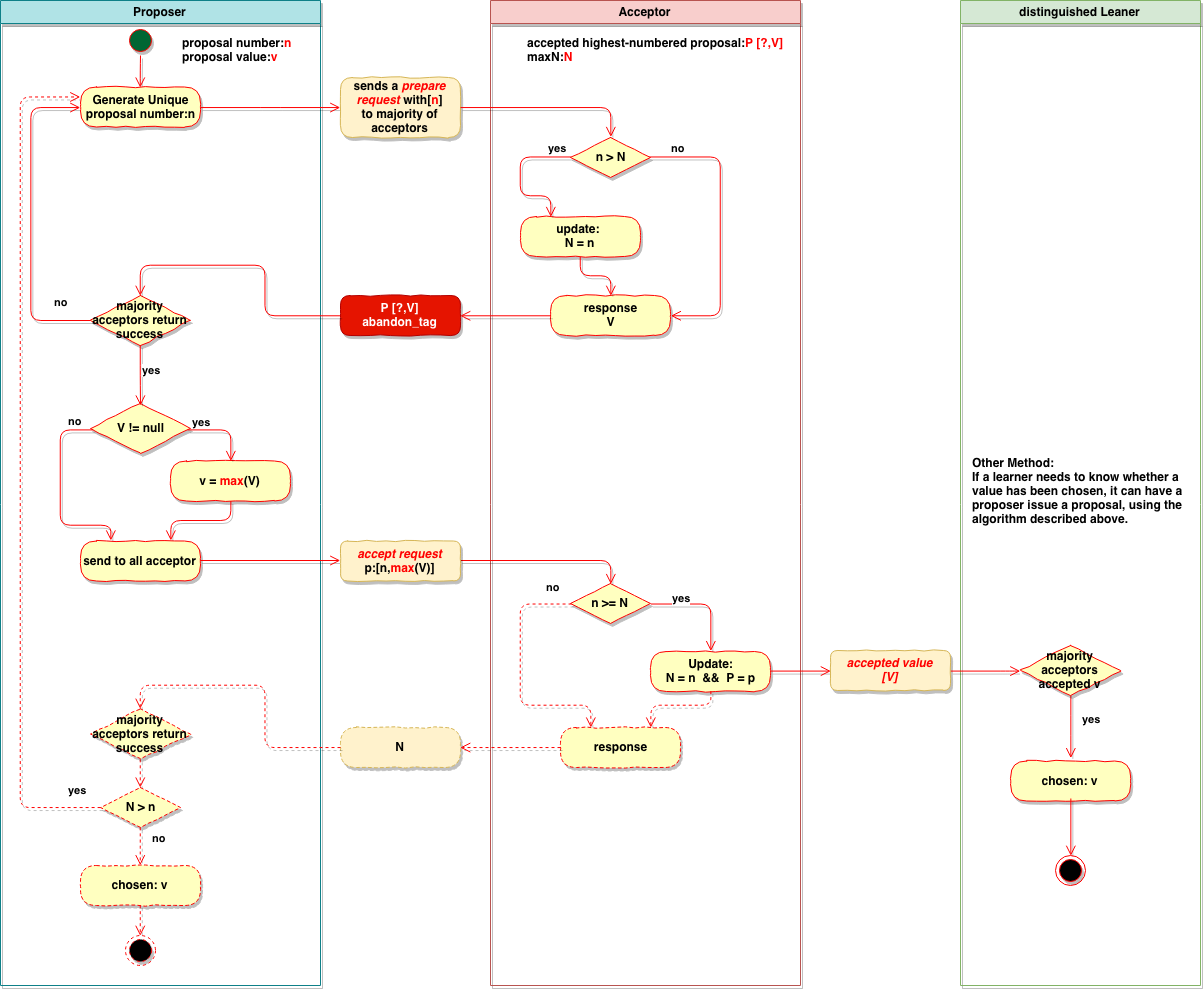 Proposer
Acceptor
distinguished Leaner
proposal number:n
proposal value:v
accepted highest-numbered proposal:P [?,V]
maxN:N
Generate Unique
proposal number:n
sends a prepare
request with[n]
to majority of
acceptors
n > N
yes
no
update:
N = n
response
V
P [?,V]
abandon_tag
majority
acceptors return
success
no
yes
V != null
no
yes
v = max(V)
send to all acceptor
accept request
p:[n,max(V)]
n >= N
no
yes
Update:
N = n && P = p
accepted value
[V]
Other Method:
If a learner needs to know whether a
value has been chosen, it can have a
proposer issue a proposal, using the
algorithm described above.
majority
acceptors
accepted v
yes
chosen: v
response
N
majority
acceptors return
success
N > n
yes
no
chosen: v